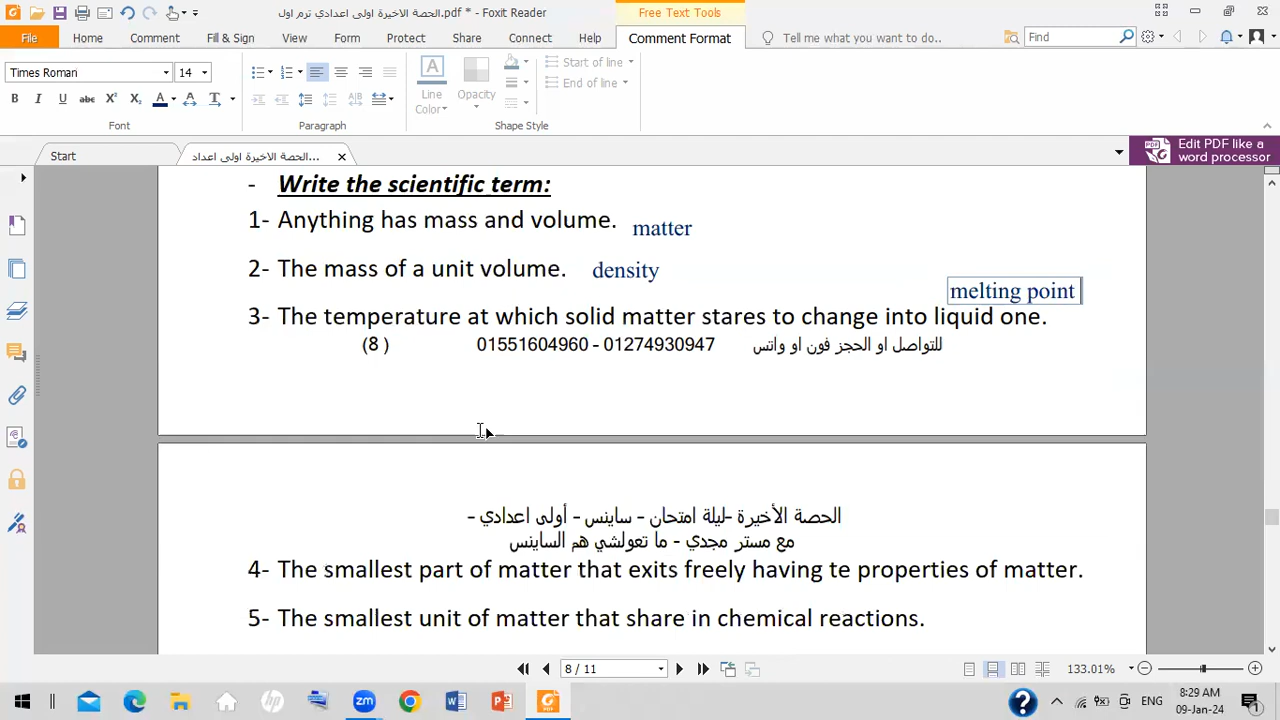 الحصة الاخيرة اولى اعدادي ترم اول.pdf * - Foxit Reader
Free Text Tools
File Home Comment Fill & Sign View Form Protect Share Connect Help Comment Format Tell me what you want to do.. Find
Times Roman 14
Line Color Opacity
Start of line
End of line
Font Paragraph Shape Style
Start
الحصة الاخيرة اولى اعداد...
Edit PDF like a word processor
- Write the scientific term:
1- Anything has mass and volume. matter
2- The mass of a unit volume. density
melting point
3- The temperature at which solid matter stares to change into liquid one.
(8 ) 01551604960 - 01274930947 للتواصل او الحجز فون او واتس
الحصة الأخيرة -ليلة امتحان - ساينس - أولى اعدادي -
مع مستر مجدي - ما تعولشي هم الساينس
4- The smallest part of matter that exits freely having te properties of matter.
5- The smallest unit of matter that share in chemical reactions.
8 / 11
133.01%
ENG
8:29 AM
09-Jan-24